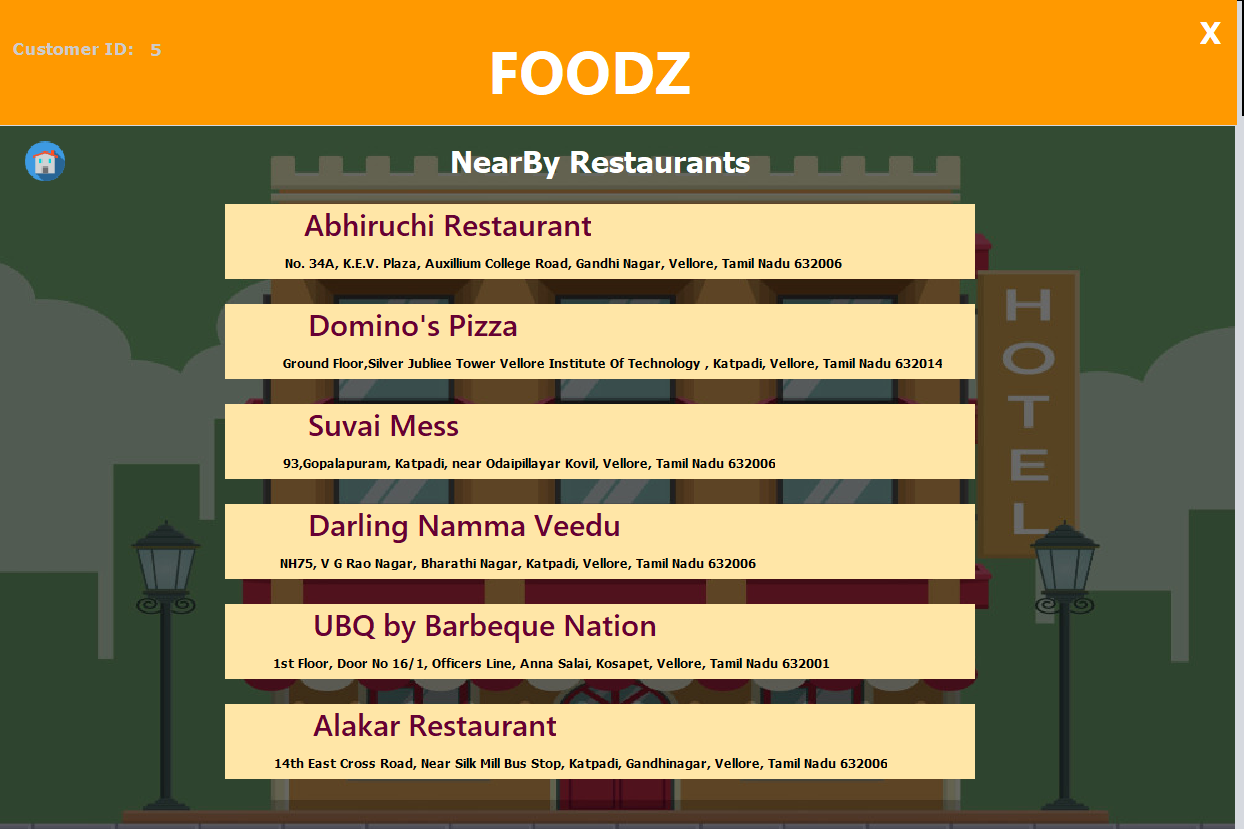 X
Customer ID: 5
FOODZ
NearBy Restaurants
Abhiruchi Restaurant
No. 34A, K.E.V. Plaza, Auxillium College Road, Gandhi Nagar, Vellore, Tamil Nadu 632006
Domino's Pizza
Ground Floor,Silver Jubliee Tower Vellore Institute Of Technology , Katpadi, Vellore, Tamil Nadu 632014
Suvai Mess
93,Gopalapuram, Katpadi, near Odaipillayar Kovil, Vellore, Tamil Nadu 632006
Darling Namma Veedu
NH75, V G Rao Nagar, Bharathi Nagar, Katpadi, Vellore, Tamil Nadu 632006
UBQ by Barbeque Nation
1st Floor, Door No 16/1, Officers Line, Anna Salai, Kosapet, Vellore, Tamil Nadu 632001
Alakar Restaurant
14th East Cross Road, Near Silk Mill Bus Stop, Katpadi, Gandhinagar, Vellore, Tamil Nadu 632006
HOTEL